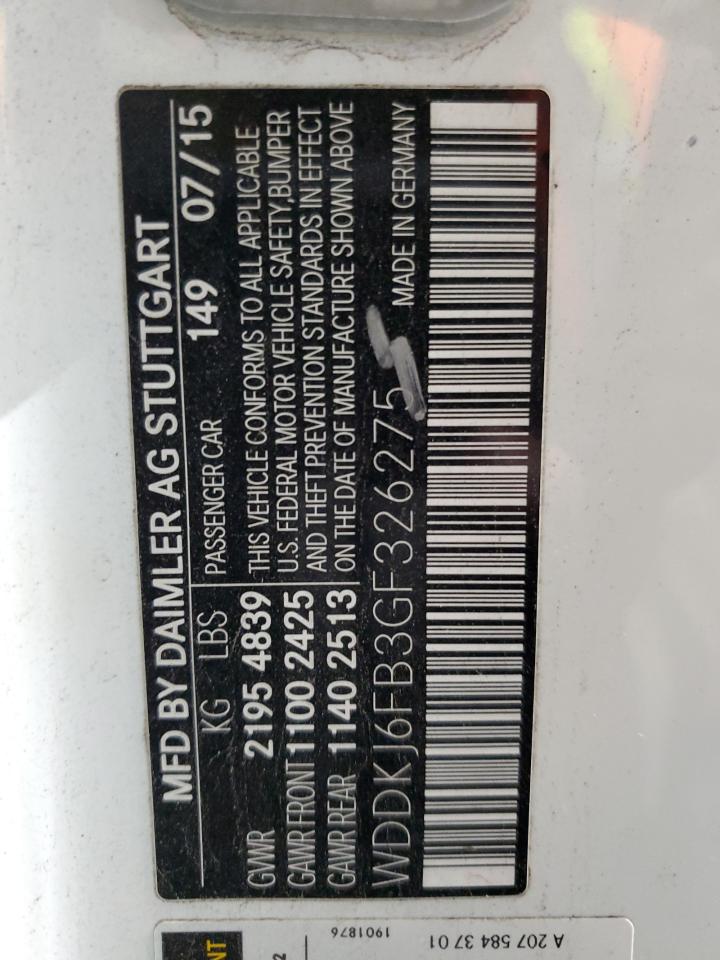 MFD BY DAIMLER AG STUTTGART
KG LBS PASSENGER CAR 149 07/15
GVWR 2195 4839 THIS VEHICLE CONFORMS TO ALL APPLICABLE
GAWR FRONT 1100 2425 U.S. FEDERAL MOTOR VEHICLE SAFETY,BUMPER
AND THEFT PREVENTION STANDARDS IN EFFECT
GAWR REAR 1140 2513 ON THE DATE OF MANUFACTURE SHOWN ABOVE
WDDKJ6FB3GF326275 MADE IN GERMANY
1901876
A 207 584 37 01